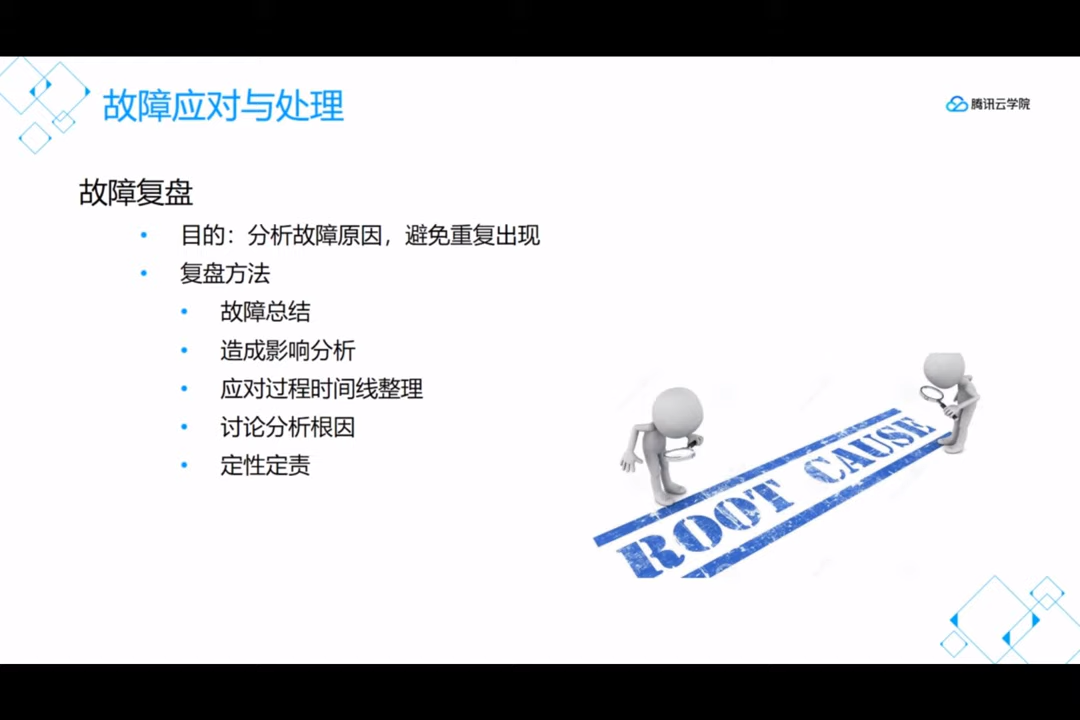 故障应对与处理
腾讯云学院
故障复盘
目的：分析故障原因，避免重复出现
复盘方法
故障总结
造成影响分析
应对过程时间线整理
讨论分析根因
定性定责
ROOT CAUSE